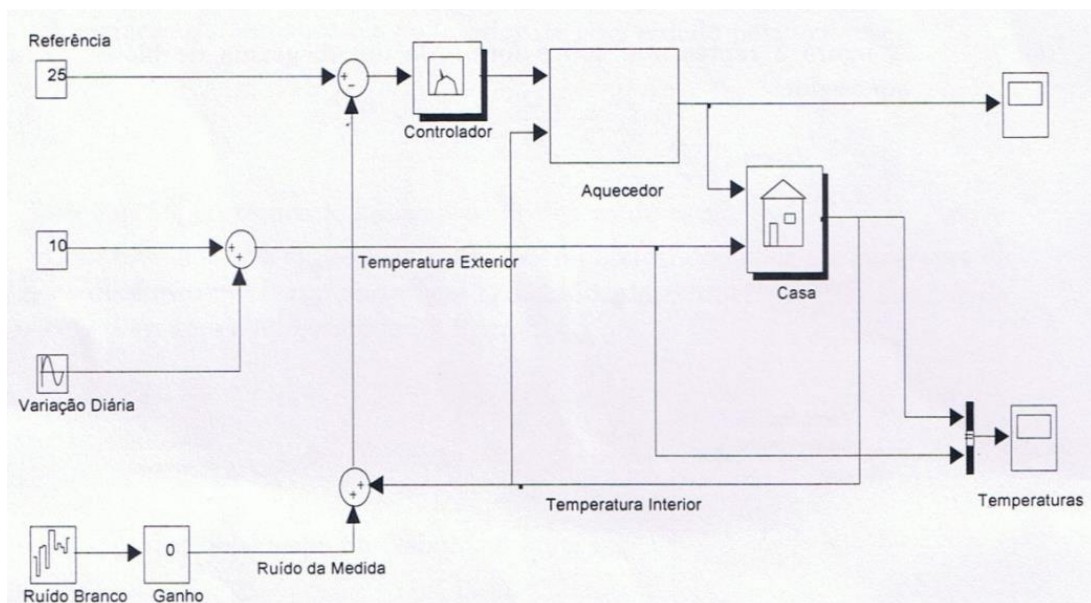 Referência
25
Controlador
Aquecedor
10
Temperatura Exterior
Casa
Variação Diária
Temperatura Interior
Temperaturas
0
Ruído da Medida
Ruído Branco
Ganho